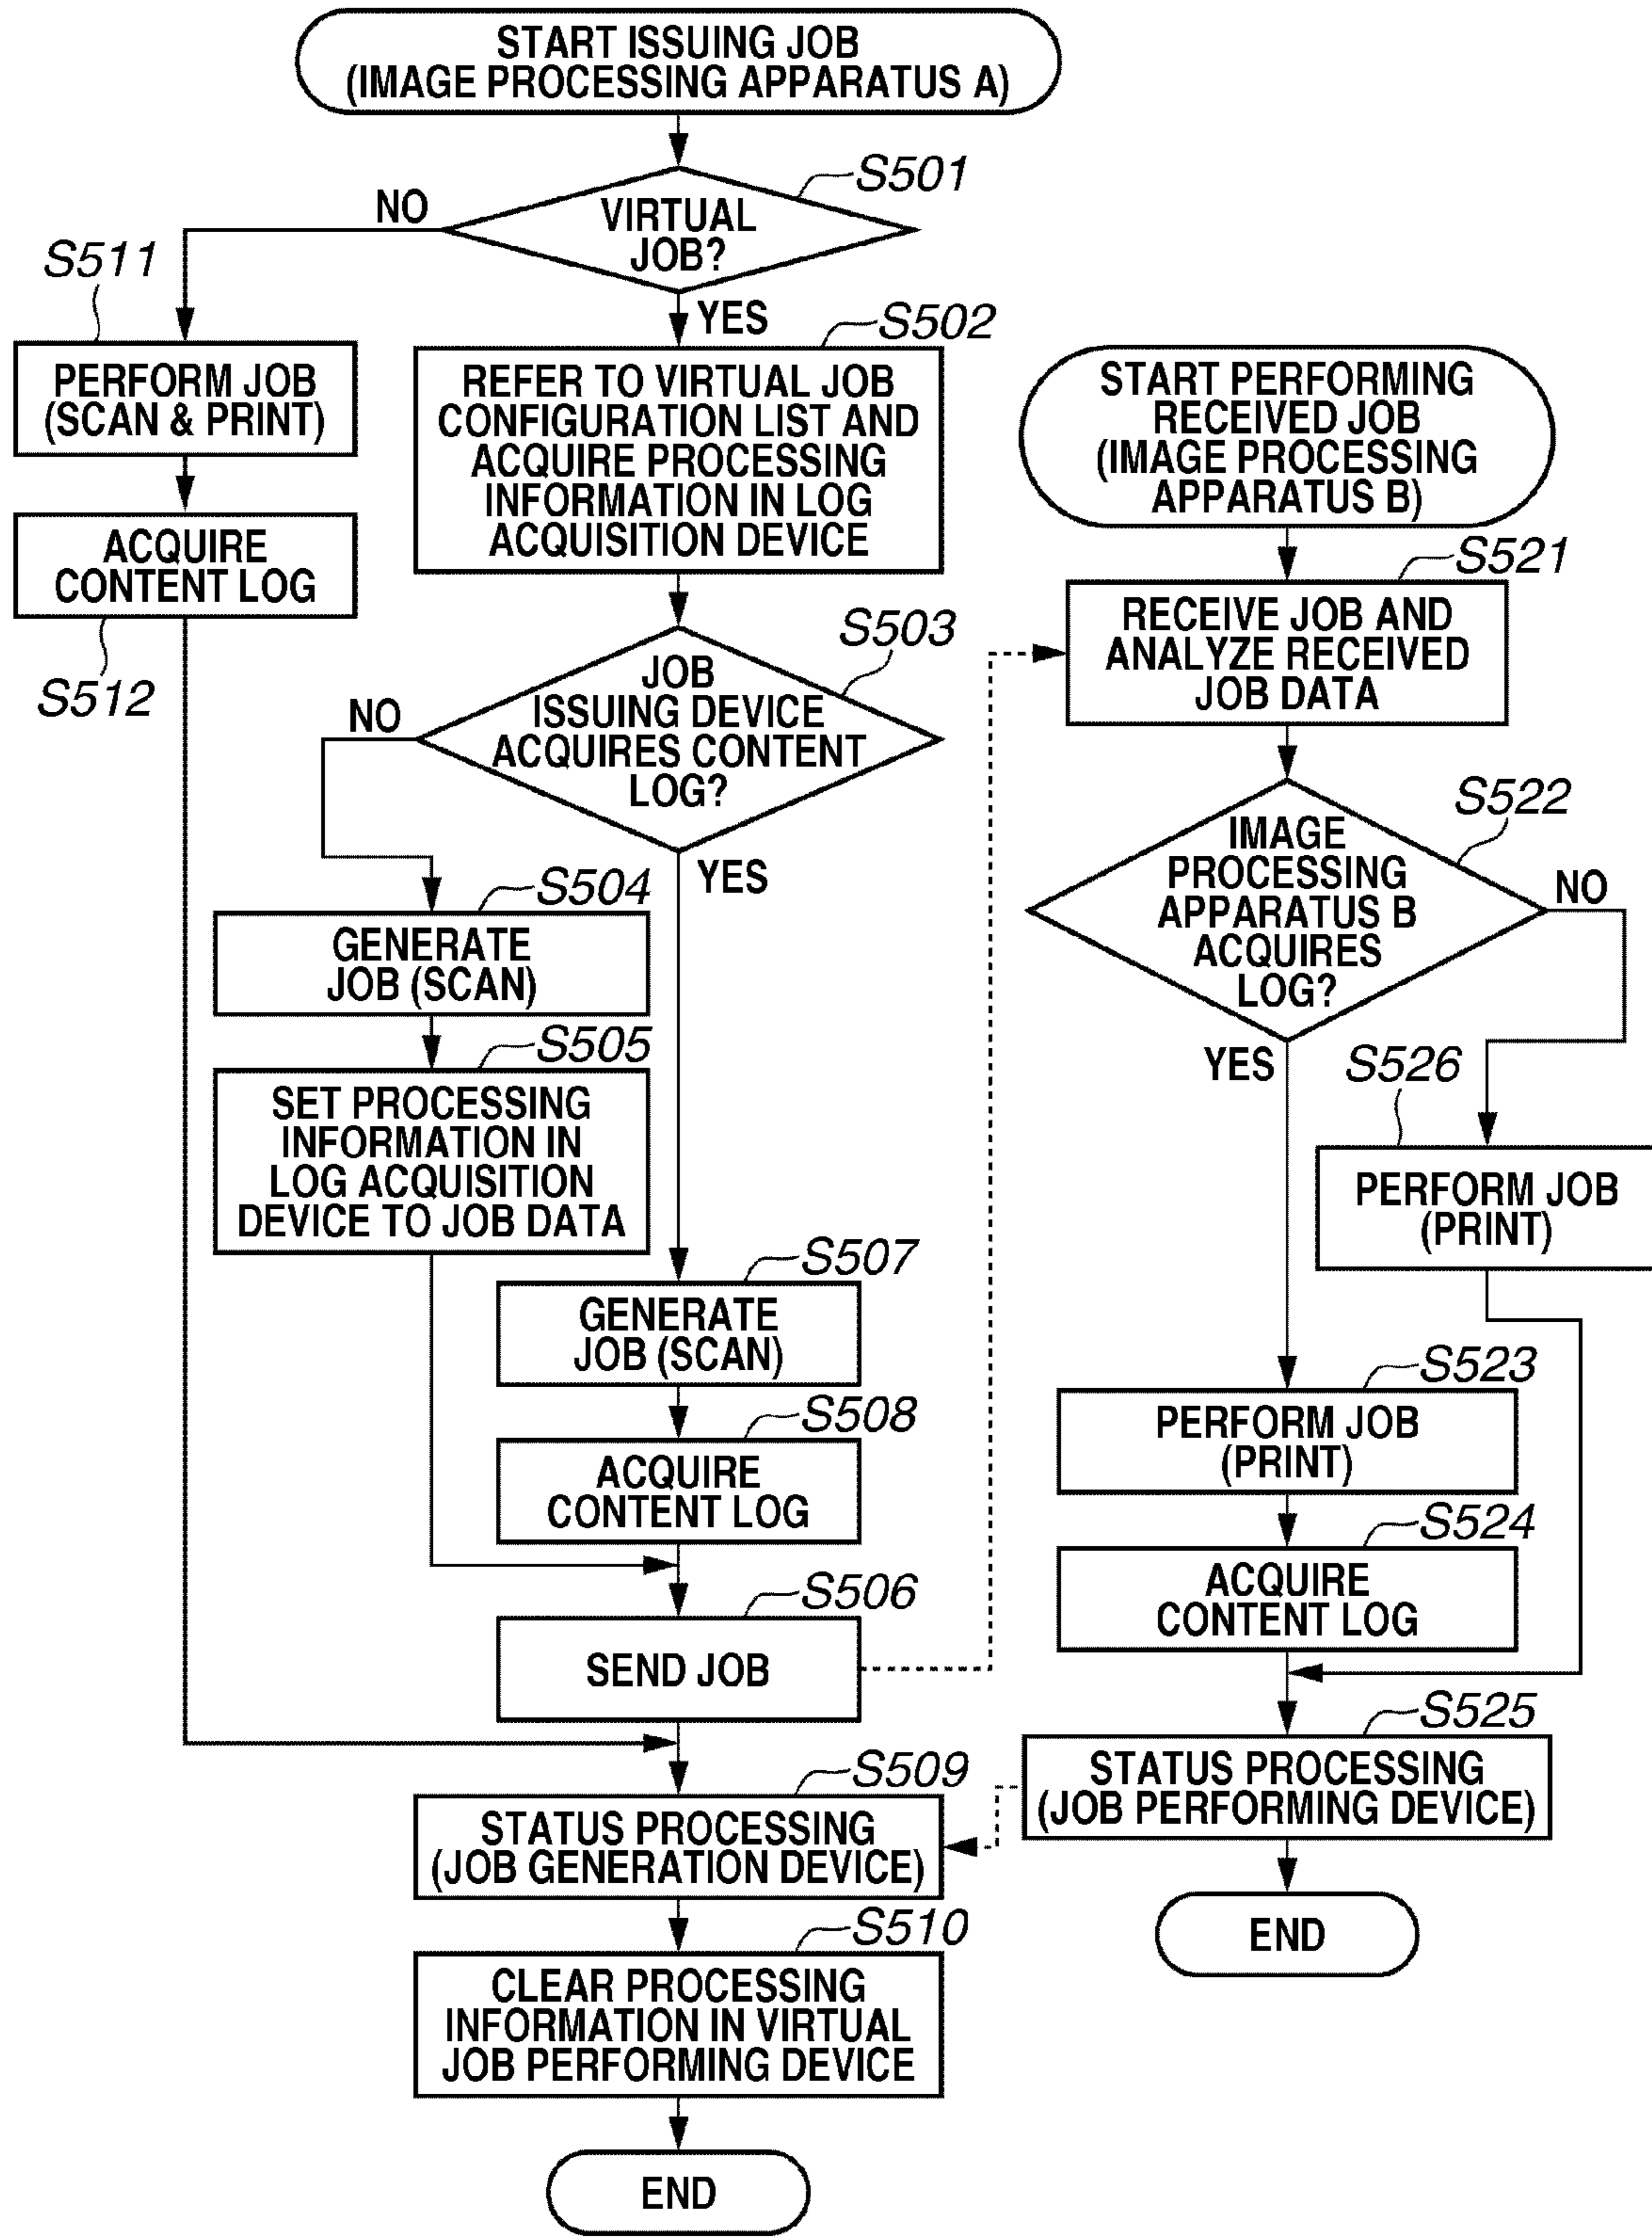 START ISSUING JOB
(IMAGE PROCESSING APPARATUS A)
S501
VIRTUAL
JOB?
NO
YES
S511
PERFORM JOB
(SCAN & PRINT)
ACQUIRE
CONTENT LOG
S512
S502
REFER TO VIRTUAL JOB
CONFIGURATION LIST AND
ACQUIRE PROCESSING
INFORMATION IN LOG
ACQUISITION DEVICE
S503
JOB
ISSUING DEVICE
ACQUIRES CONTENT
LOG?
NO
YES
S504
GENERATE
JOB (SCAN)
S505
SET PROCESSING
INFORMATION IN
LOG ACQUISITION
DEVICE TO JOB DATA
S507
GENERATE
JOB (SCAN)
S508
ACQUIRE
CONTENT LOG
S506
SEND JOB
S509
STATUS PROCESSING
(JOB GENERATION DEVICE)
S510
CLEAR PROCESSING
INFORMATION IN VIRTUAL
JOB PERFORMING DEVICE
END
START PERFORMING
RECEIVED JOB
(IMAGE PROCESSING
APPARATUS B)
S521
RECEIVE JOB AND
ANALYZE RECEIVED
JOB DATA
S522
IMAGE
PROCESSING
APPARATUS B
ACQUIRES
LOG?
NO
YES
S526
PERFORM JOB
(PRINT)
S523
PERFORM JOB
(PRINT)
S524
ACQUIRE
CONTENT LOG
S525
STATUS PROCESSING
(JOB PERFORMING DEVICE)
END